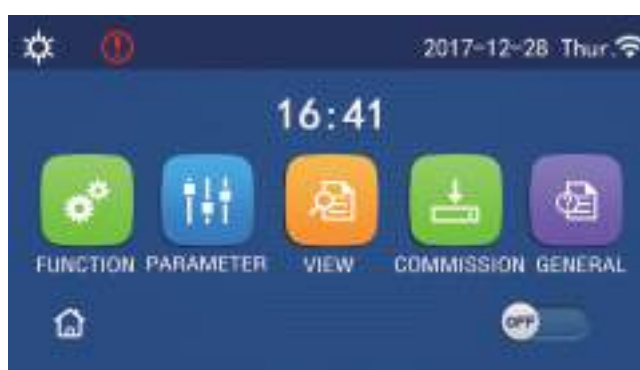 2017-12-28 Thur.
16:41
FUNCTION PARAMETER VIEW COMMISSION GENERAL
OFF